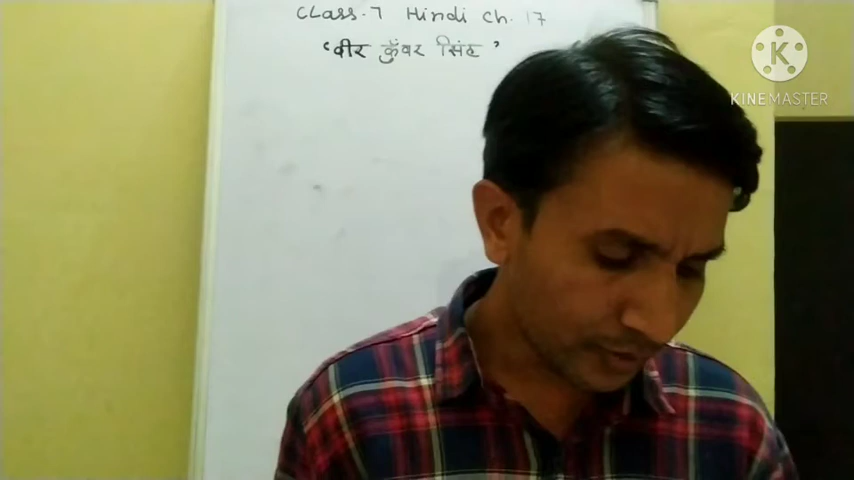 Class-7 Hindi Ch. 17
'वीर कुँवर सिंह'
K
KINEMASTER